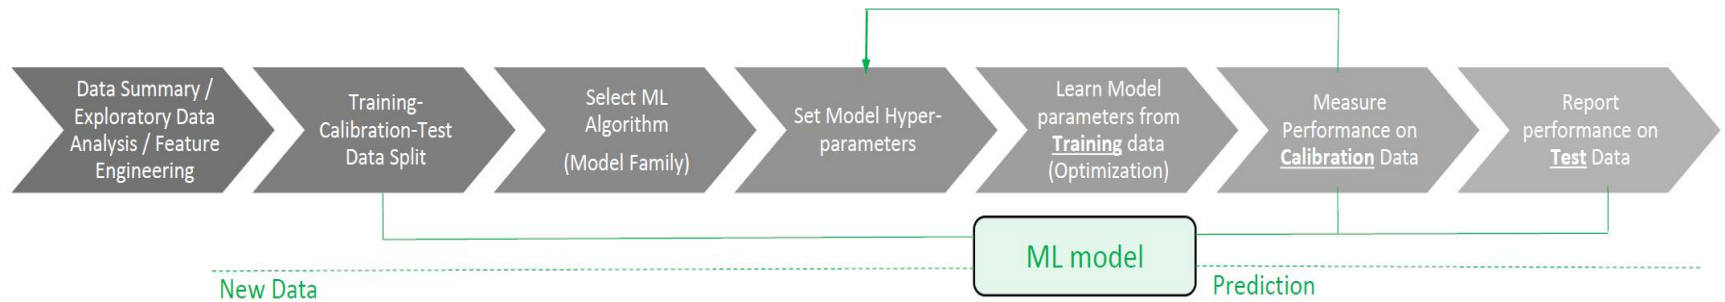 Data Summary /
Exploratory Data
Analysis / Feature
Engineering
Training-
Calibration-Test
Data Split
Select ML
Algorithm
(Model Family)
Set Model Hyper-
parameters
Learn Model
parameters from
Training data
(Optimization)
Measure
Performance on
Calibration Data
Report
performance on
Test Data
ML model
New Data
Prediction